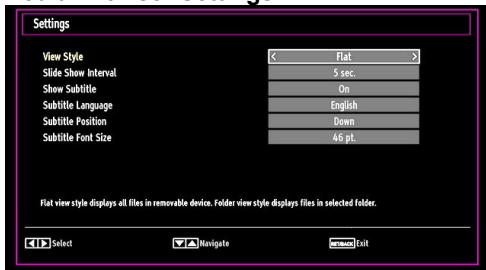 Settings
View Style < Flat >
Slide Show Interval 5 sec.
Show Subtitle On
Subtitle Language English
Subtitle Position Down
Subtitle Font Size 46 pt.
Flat view style displays all files in removable device. Folder view style displays files in selected folder.
Select Navigate RET/BACK Exit